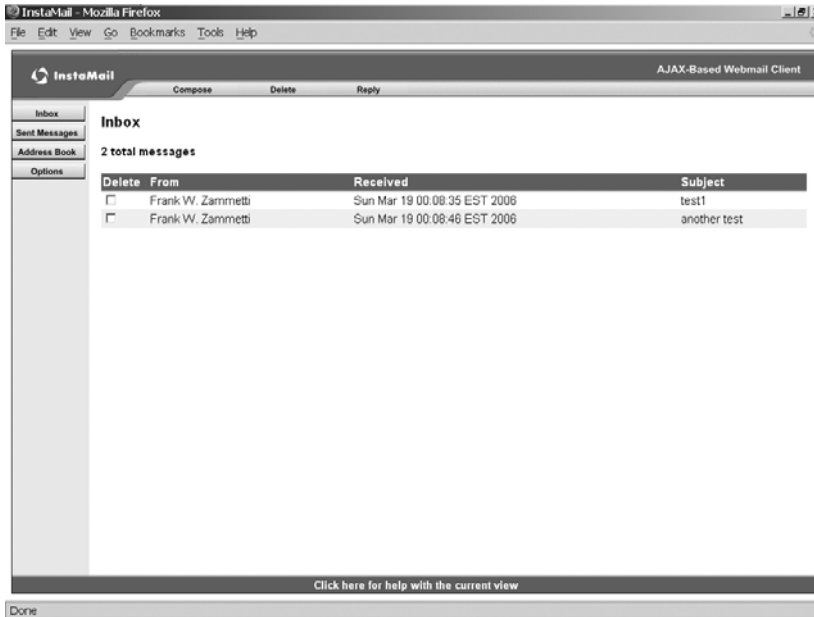 InstaMail - Mozilla Firefox
File Edit View Go Bookmarks Tools Help
InstaMail
AJAX-Based Webmail Client
Compose Delete Reply
Inbox
Sent Messages
Address Book
Options
Inbox
2 total messages
Delete From Received Subject
Frank W. Zammetti Sun Mar 19 00:08:35 EST 2006 test1
Frank W. Zammetti Sun Mar 19 00:08:46 EST 2006 another test
Click here for help with the current view
Done